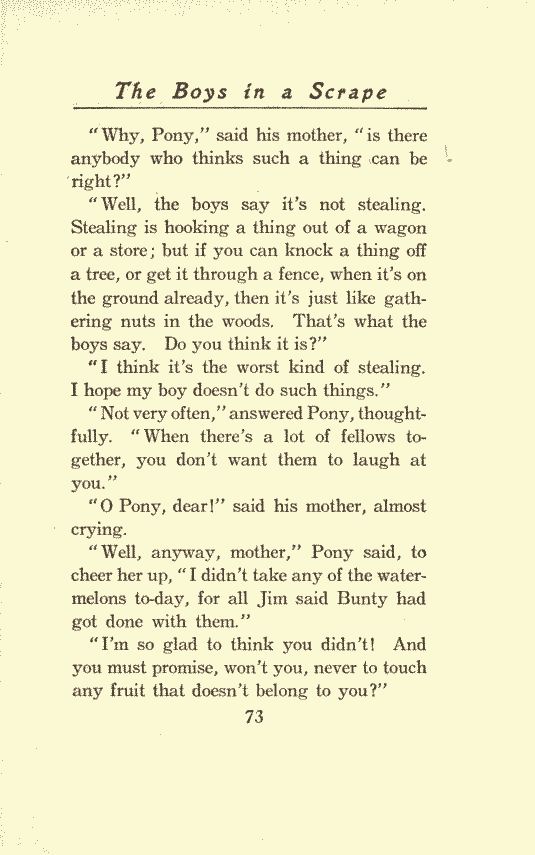 The Boys in a Scrape
"Why, Pony," said his mother, "is there
anybody who thinks such a thing can be
right?"
"Well, the boys say it's not stealing.
Stealing is hooking a thing out of a wagon
or a store; but if you can knock a thing off
a tree, or get it through a fence, when it's on
the ground already, then it's just like gath-
ering nuts in the woods. That's what the
boys say. Do you think it is?"
"I think it's the worst kind of stealing.
I hope my boy doesn't do such things."
"Not very often," answered Pony, thought-
fully. "When there's a lot of fellows to-
gether, you don't want them to laugh at
you."
"O Pony, dear!" said his mother, almost
crying.
"Well, anyway, mother," Pony said, to
cheer her up, "I didn't take any of the water-
melons to-day, for all Jim said Bunty had
got done with them."
"I'm so glad to think you didn't! And
you must promise, won't you, never to touch
any fruit that doesn't belong to you?"
73